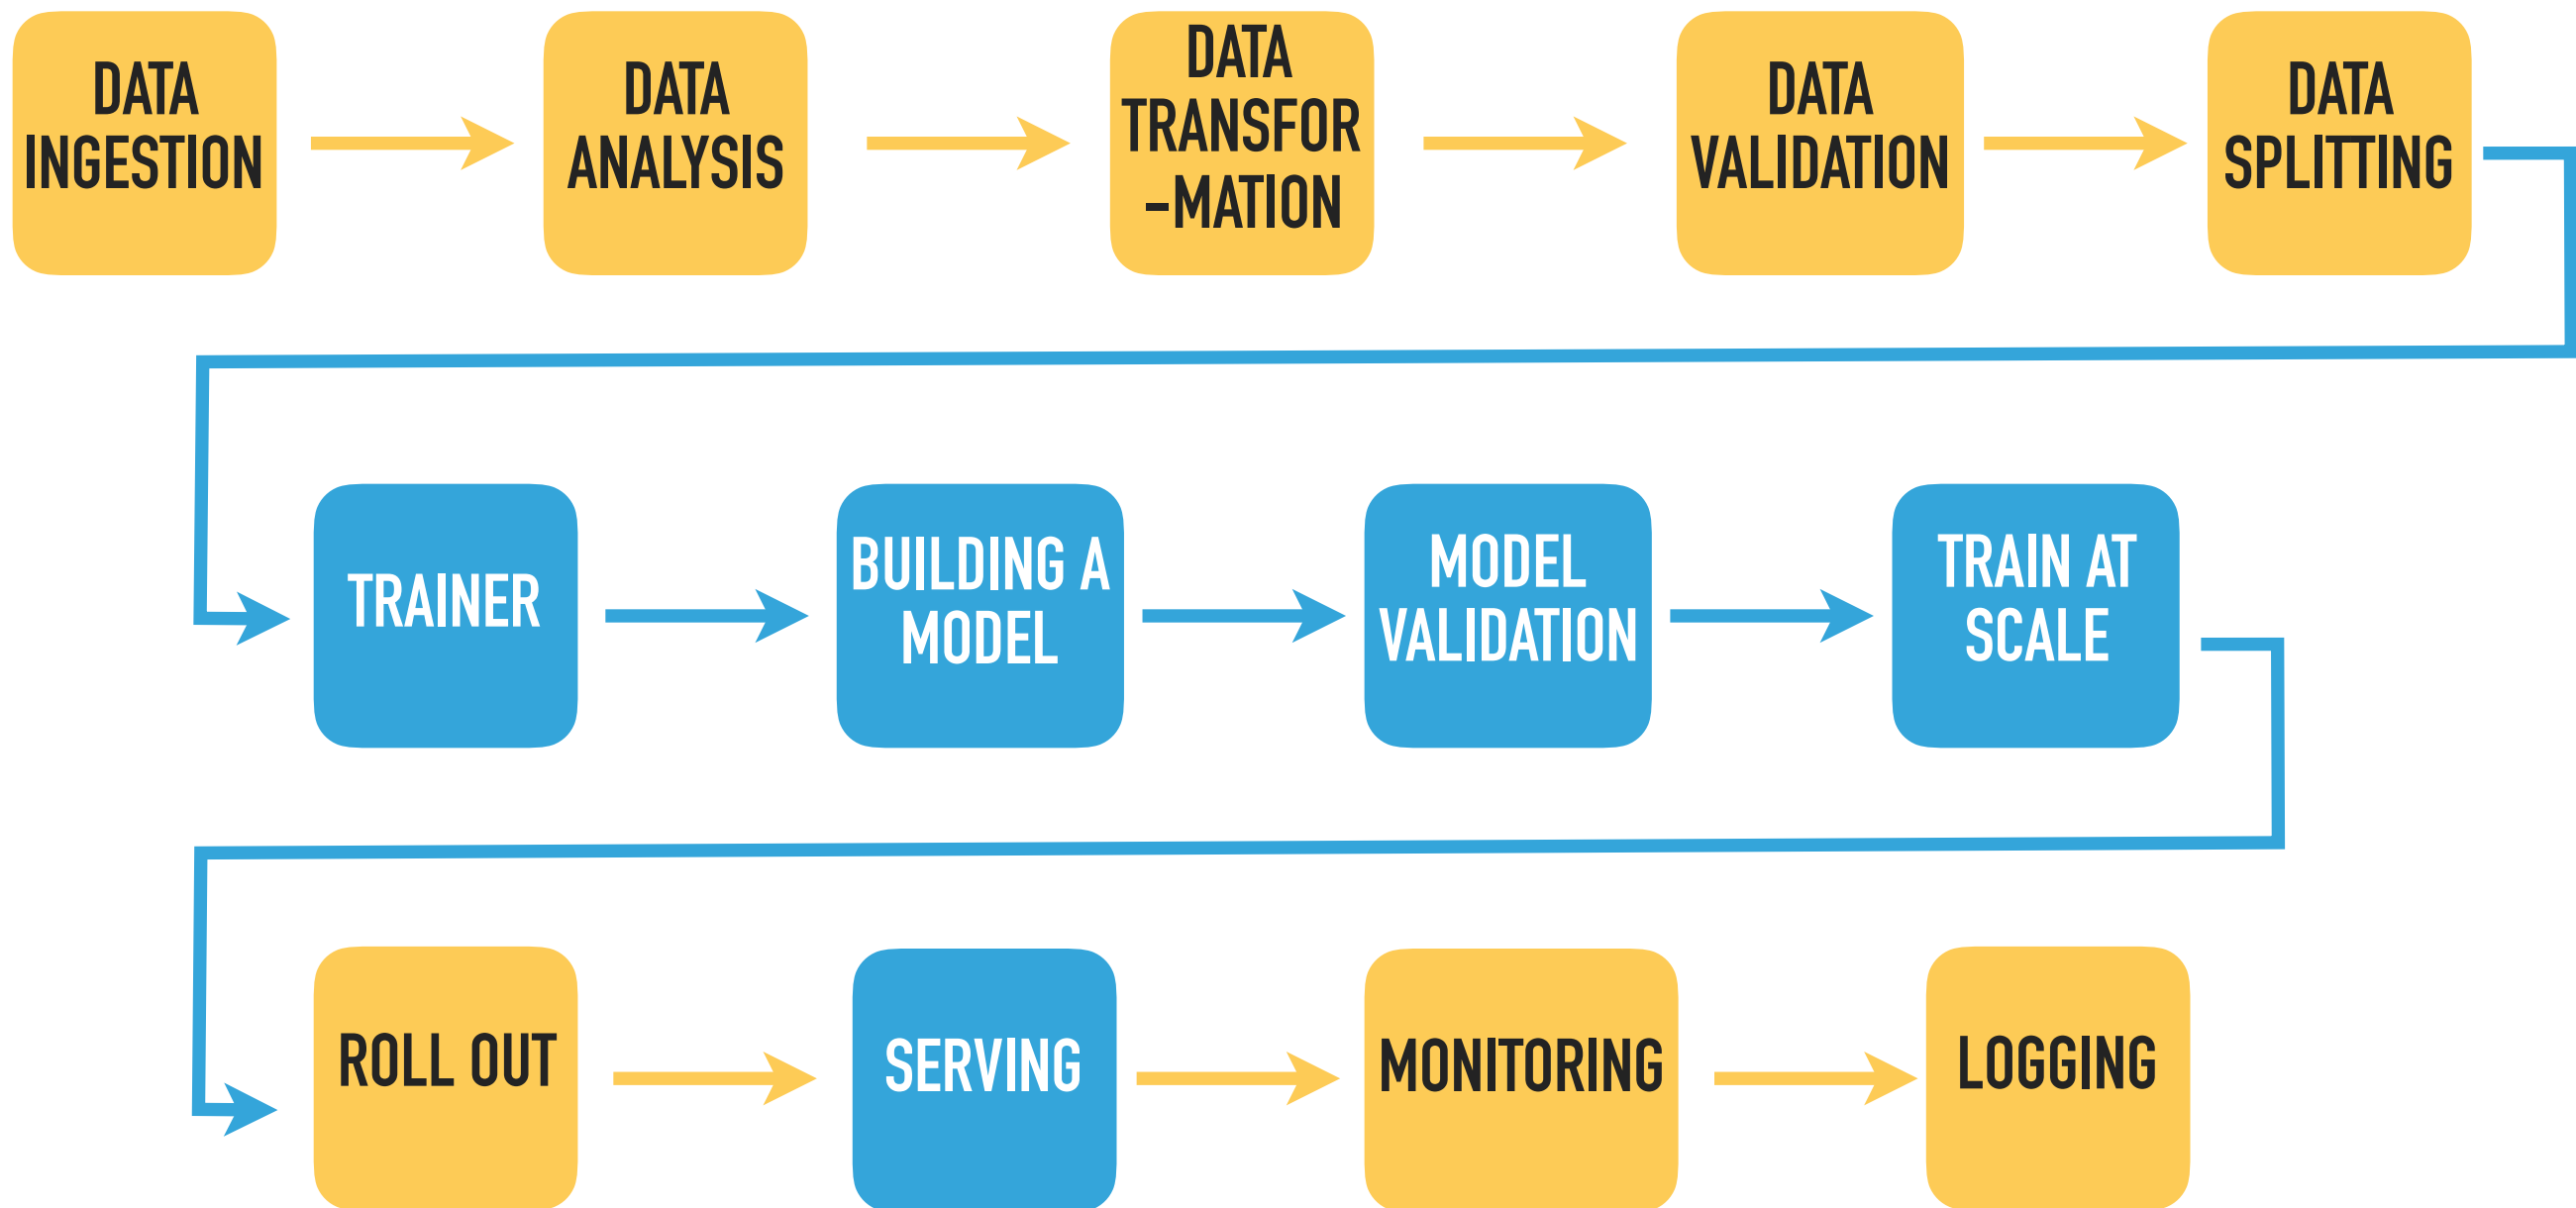 DATA
INGESTION
DATA
ANALYSIS
DATA
TRANSFOR
-MATION
DATA
VALIDATION
DATA
SPLITTING
TRAINER
BUILDING A
MODEL
MODEL
VALIDATION
TRAIN AT
SCALE
ROLL OUT
SERVING
MONITORING
LOGGING